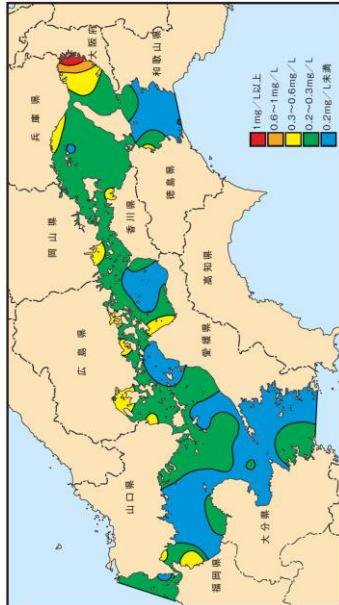 兵庫県
大阪府
和歌山県
岡山県
香川県
徳島県
広島県
高知県
愛媛県
山口県
大分県
福岡県
1mg/L以上
0.6~1mg/L
0.3~0.6mg/L
0.2~0.3mg/L
0.2mg/L未満